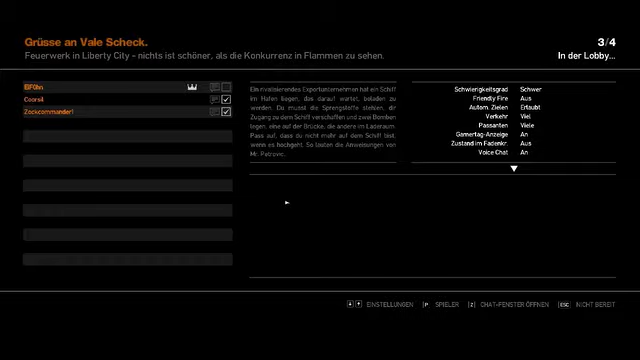 Grüsse an Vale Scheck.
3/4
Feuerwerk in Liberty City - nichts ist schöner, als die Konkurrenz in Flammen zu sehen.
In der Lobby...
Coors4
Zockcommander!
Ein rivalisierendes Exportunternehmen hat ein Schiff
im Hafen liegen, das darauf wartet, beladen zu
werden. Du musst die Sprengstoffe stehlen, dir
Zugang zu dem Schiff verschaffen und zwei Bomben
legen, eine auf der Brücke, die andere im Laderaum.
Pass auf, dass du nicht mehr auf dem Schiff bist,
wenn es hochgeht. So lauten die Anweisungen von
Mr. Petrovic.
Schwierigkeitsgrad Schwer
Friendly Fire Aus
Autom. Zielen Erlaubt
Verkehr Viel
Passanten Viele
Gamertag-Anzeige An
Zustand im Fadenkr. Aus
Voice Chat An
EINSTELLUNGEN P SPIELER Z CHAT-FENSTER ÖFFNEN ESC NICHT BEREIT